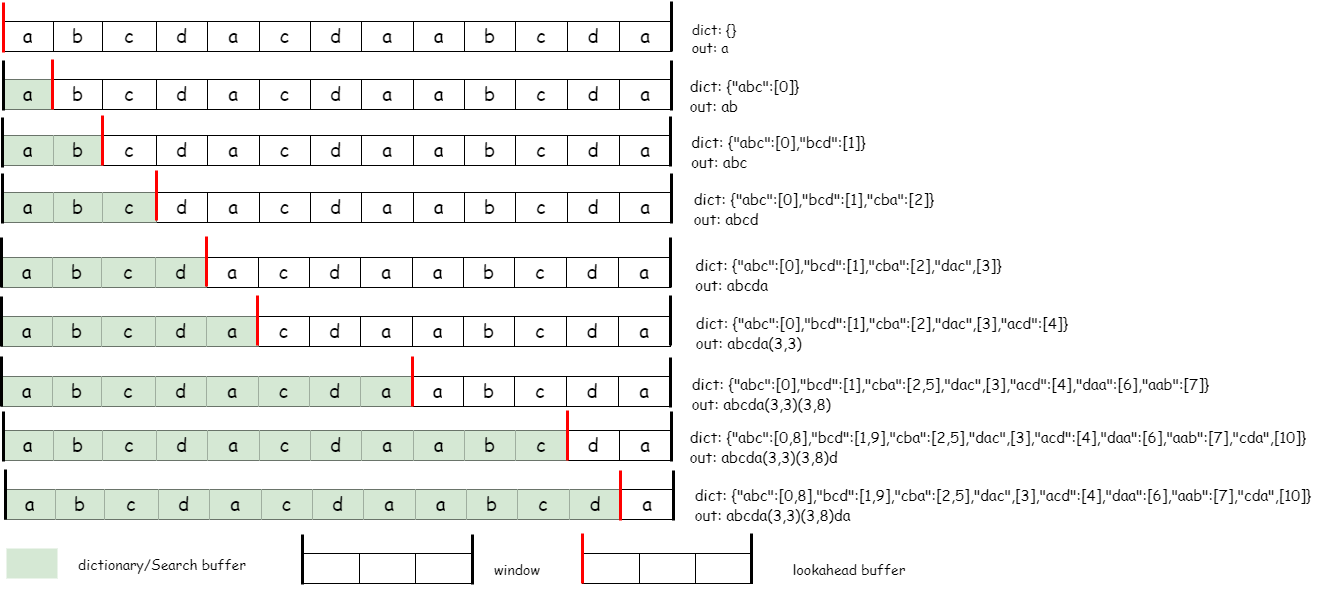 a b c d a c d a a b c d a
dict: {}
out: a
a b c d a c d a a b c d a
dict: {"abc":[0]}
out: ab
a b c d a c d a a b c d a
dict: {"abc":[0],"bcd":[1]}
out: abc
a b c d a c d a a b c d a
dict: {"abc":[0],"bcd":[1],"cba":[2]}
out: abcd
a b c d a c d a a b c d a
dict: {"abc":[0],"bcd":[1],"cba":[2],"dac",[3]}
out: abcda
a b c d a c d a a b c d a
dict: {"abc":[0],"bcd":[1],"cba":[2],"dac",[3],"acd":[4]}
out: abcda(3,3)
a b c d a c d a a b c d a
dict: {"abc":[0],"bcd":[1],"cba":[2,5],"dac",[3],"acd":[4],"daa":[6],"aab":[7]}
out: abcda(3,3)(3,8)
a b c d a c d a a b c d a
dict: {"abc":[0,8],"bcd":[1,9],"cba":[2,5],"dac",[3],"acd":[4],"daa":[6],"aab":[7],"cda",[10]}
out: abcda(3,3)(3,8)d
a b c d a c d a a b c d a
dict: {"abc":[0,8],"bcd":[1,9],"cba":[2,5],"dac",[3],"acd":[4],"daa":[6],"aab":[7],"cda",[10]}
out: abcda(3,3)(3,8)da
dictionary/Search buffer
window
lookahead buffer